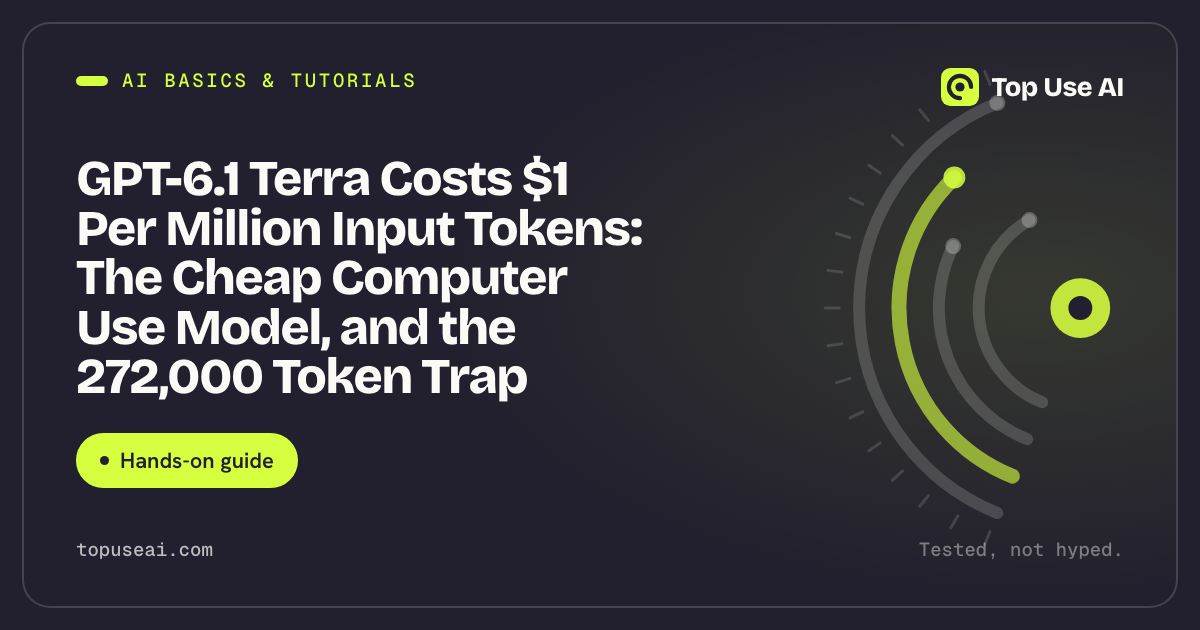 AI BASICS & TUTORIALS
Top Use AI
GPT-6.1 Terra Costs $1
Per Million Input Tokens:
The Cheap Computer
Use Model, and the
272,000 Token Trap
Hands-on guide
topuseai.com
Tested, not hyped.